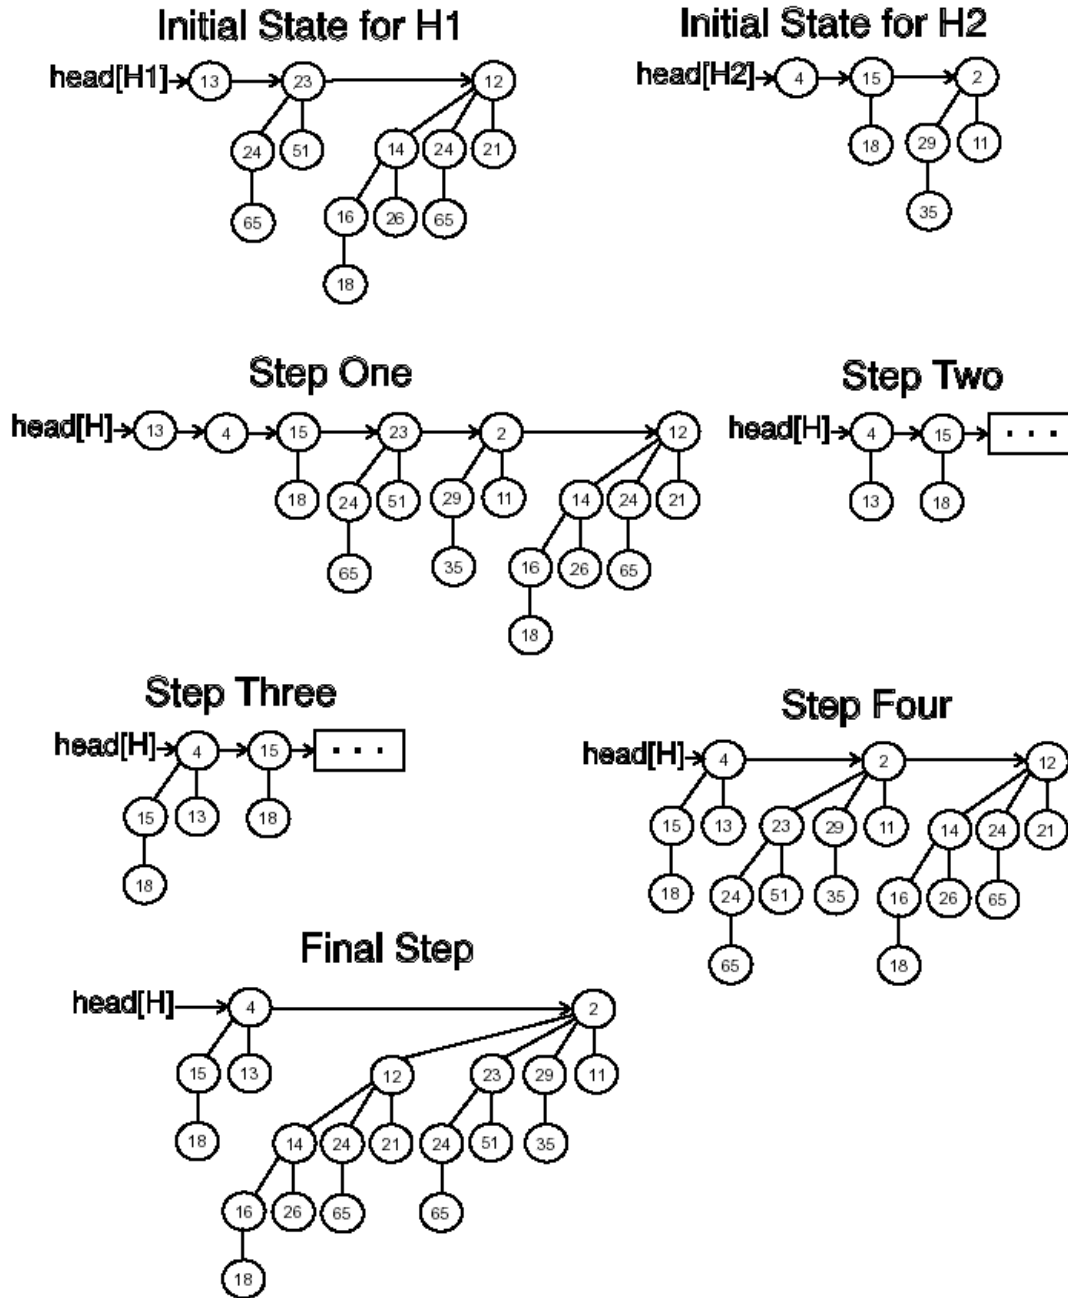 Initial State for H1
Initial State for H2
head[H1] 13 23 12
head[H2] 4 15 2
24 51 14 24 21
18 29 11
65 16 26 65
35
18
Step One
Step Two
head[H] 13 4 15 23 2 12
head[H] 4 15 ...
18 24 51 29 11 14 24 21
13 18
65 35 16 26 65
18
Step Three
Step Four
head[H] 4 15 ...
head[H] 4 2 12
15 13 18
15 13 23 29 11 14 24 21
18
18 24 51 35 16 26 65
65 18
Final Step
head[H] 4 2
15 13 12 23 29 11
18 14 24 21 24 51 35
16 26 65 65
18